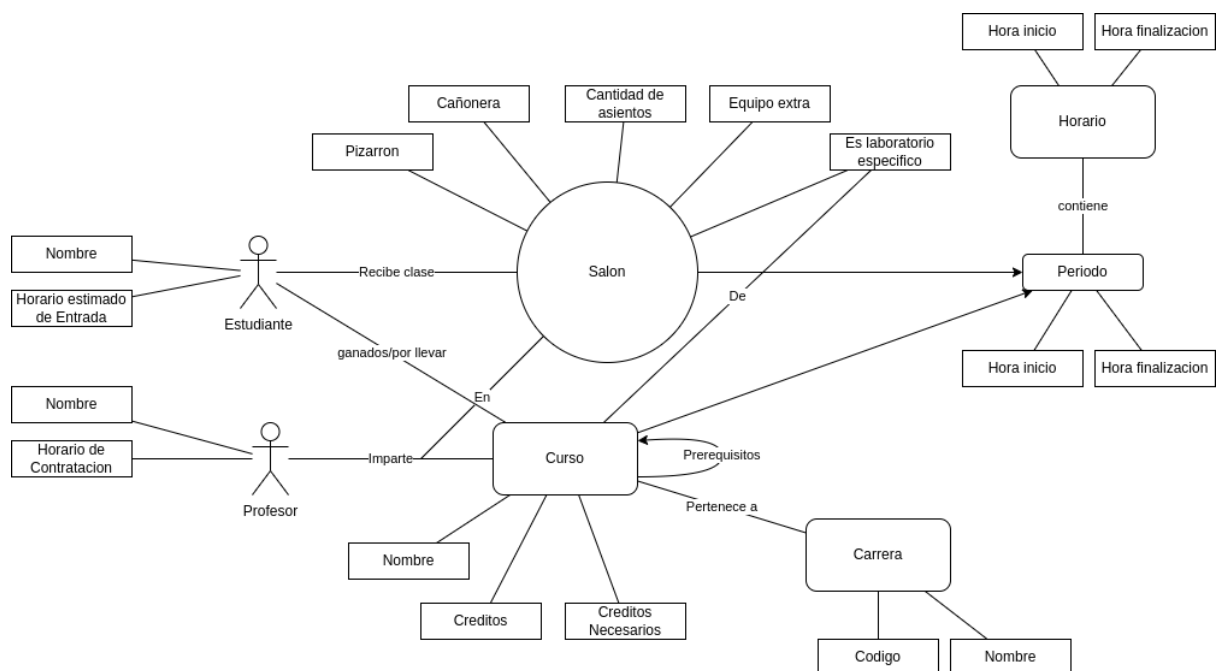 Hora inicio
Hora finalizacion
Cañonera
Cantidad de
asientos
Equipo extra
Horario
Pizarron
Es laboratorio
especifico
contiene
Nombre
Recibe clase
Salon
Periodo
Horario estimado
de Entrada
De
Estudiante
ganados/por llevar
Hora inicio
Hora finalizacion
Nombre
En
Horario de
Contratacion
Imparte
Curso
Prerequisitos
Profesor
Pertenece a
Nombre
Carrera
Creditos
Creditos
Necesarios
Codigo
Nombre